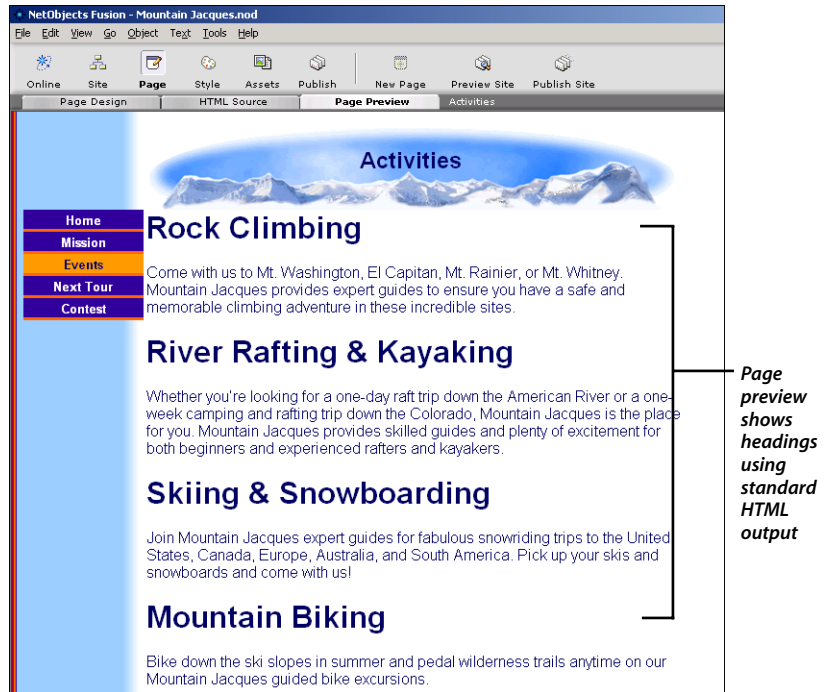 NetObjects Fusion - Mountain Jacques.nod
File Edit View Go Object Text Tools Help
Online Site Page Style Assets Publish New Page Preview Site Publish Site
Page Design HTML Source Page Preview Activities
Activities
Home
Mission
Events
Next Tour
Contest
Rock Climbing
Come with us to Mt. Washington, El Capitan, Mt. Rainier, or Mt. Whitney.
Mountain Jacques provides expert guides to ensure you have a safe and
memorable climbing adventure in these incredible sites.
River Rafting & Kayaking
Whether you're looking for a one-day raft trip down the American River or a one-
week camping and rafting trip down the Colorado, Mountain Jacques is the place
for you. Mountain Jacques provides skilled guides and plenty of excitement for
both beginners and experienced rafters and kayakers.
Skiing & Snowboarding
Join Mountain Jacques expert guides for fabulous snowriding trips to the United
States, Canada, Europe, Australia, and South America. Pick up your skis and
snowboards and come with us!
Mountain Biking
Bike down the ski slopes in summer and pedal wilderness trails anytime on our
Mountain Jacques guided bike excursions.
Page
preview
shows
headings
using
standard
HTML
output